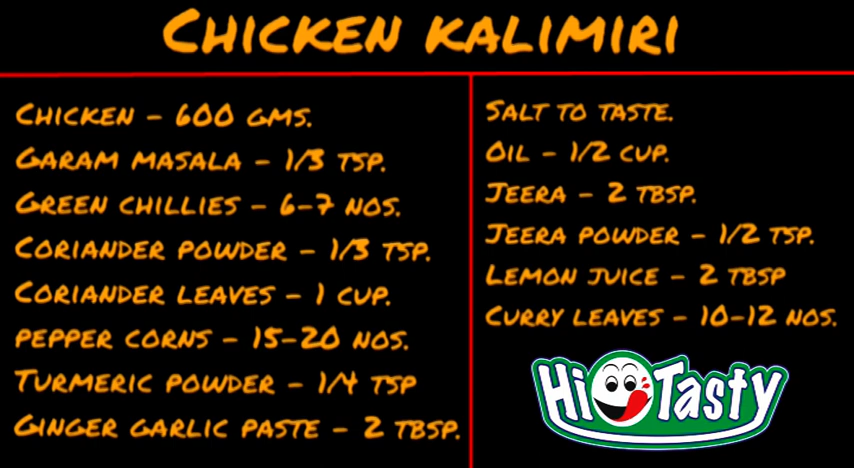 CHICKEN KALIMIRI
CHICKEN - 600 GMS.
GARAM MASALA - 1/3 TSP.
GREEN CHILLIES - 6-7 NOS.
CORIANDER POWDER - 1/3 TSP.
CORIANDER LEAVES - 1 CUP.
PEPPER CORNS - 15-20 NOS.
TURMERIC POWDER - 1/4 TSP
GINGER GARLIC PASTE - 2 TBSP.
SALT TO TASTE.
OIL - 1/2 CUP.
JEERA - 2 TBSP.
JEERA POWDER - 1/2 TSP.
LEMON JUICE - 2 TBSP
CURRY LEAVES - 10-12 NOS.
Hi Tasty